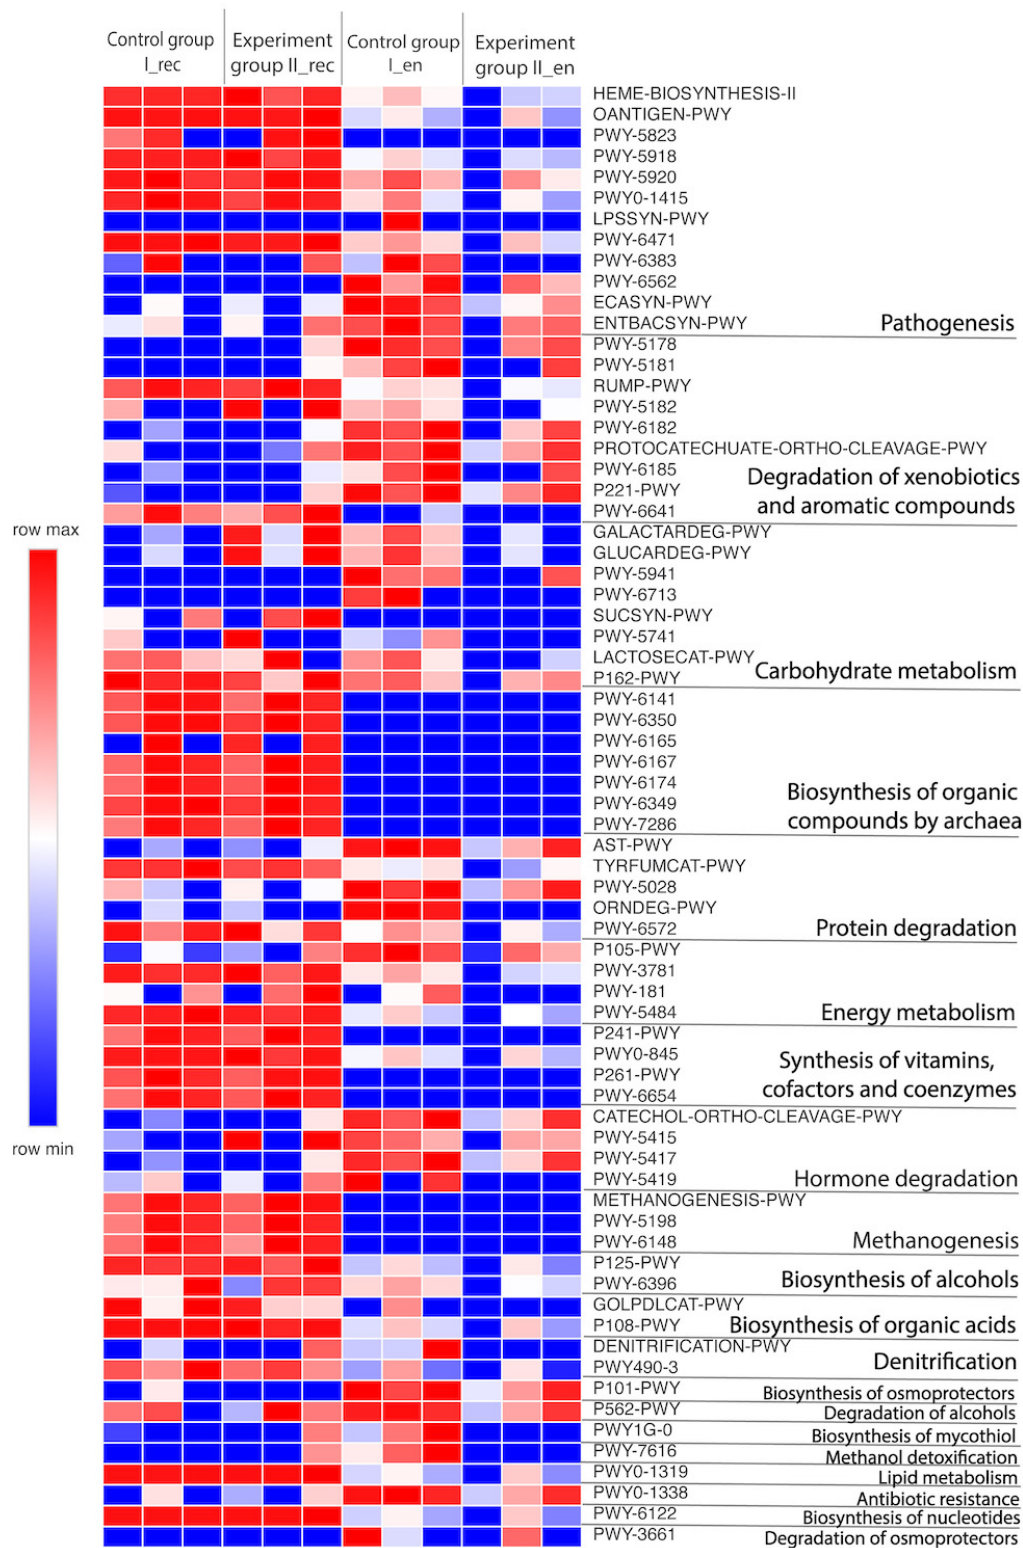 Control group
I_rec
Experiment
group II_rec
Control group
I_en
Experiment
group II_en
HEME-BIOSYNTHESIS-II
OANTIGEN-PWY
PWY-5823
PWY-5918
PWY-5920
PWY0-1415
LPSSYN-PWY
PWY-6471
PWY-6383
PWY-6562
ECASYN-PWY
ENTBACSYN-PWY
Pathogenesis
PWY-5178
PWY-5181
RUMP-PWY
PWY-5182
PWY-6182
PROTOCATECHUATE-ORTHO-CLEAVAGE-PWY
PWY-6185
P221-PWY
PWY-6641
Degradation of xenobiotics
and aromatic compounds
GALACTARDEG-PWY
GLUCARDEG-PWY
PWY-5941
PWY-6713
SUCSYN-PWY
PWY-5741
LACTOSECAT-PWY
P162-PWY
Carbohydrate metabolism
PWY-6141
PWY-6350
PWY-6165
PWY-6167
PWY-6174
PWY-6349
PWY-7286
Biosynthesis of organic
compounds by archaea
AST-PWY
TYRFUMCAT-PWY
PWY-5028
ORNDEG-PWY
PWY-6572
Protein degradation
P105-PWY
PWY-3781
PWY-181
PWY-5484
Energy metabolism
P241-PWY
PWY0-845
P261-PWY
PWY-6654
Synthesis of vitamins,
cofactors and coenzymes
CATECHOL-ORTHO-CLEAVAGE-PWY
PWY-5415
PWY-5417
PWY-5419
Hormone degradation
METHANOGENESIS-PWY
PWY-5198
PWY-6148
Methanogenesis
P125-PWY
PWY-6396
Biosynthesis of alcohols
GOLPDLCAT-PWY
P108-PWY
Biosynthesis of organic acids
DENITRIFICATION-PWY
PWY490-3
Denitrification
P101-PWY
Biosynthesis of osmoprotectors
P562-PWY
Degradation of alcohols
PWY1G-0
Biosynthesis of mycothiol
PWY-7616
Methanol detoxification
PWY0-1319
Lipid metabolism
PWY0-1338
Antibiotic resistance
PWY-6122
Biosynthesis of nucleotides
PWY-3661
Degradation of osmoprotectors
row max
row min